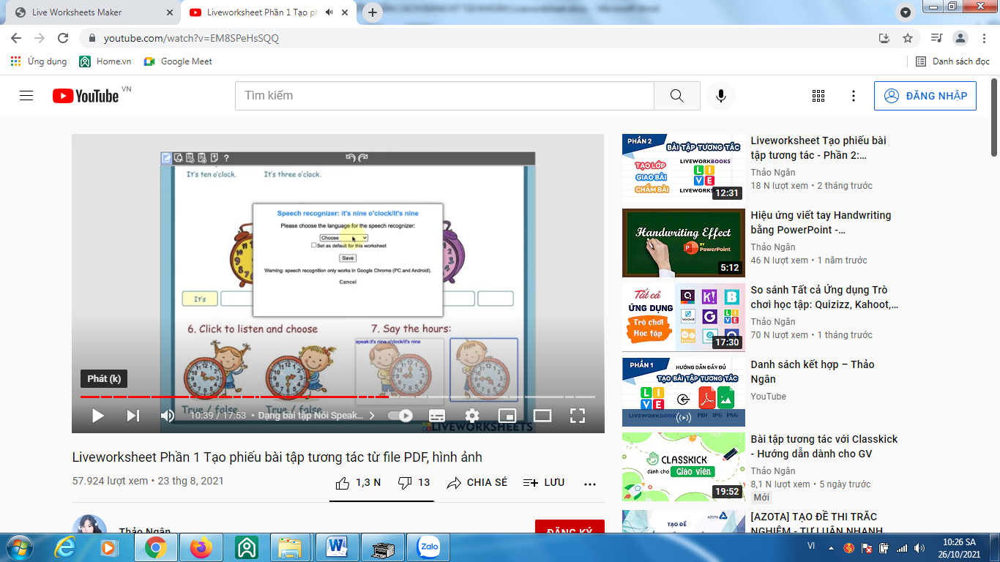 Live Worksheets Maker
Liveworksheet Phần 1 Tạo ph
youtube.com/watch?v=EM8SPeHsSQQ
Ứng dụng
Home.vn
Google Meet
Danh sách đọc
YouTube VN
Tìm kiếm
ĐĂNG NHẬP
It's ten o'clock.
It's three o'clock.
Speech recognizer: it's nine o'clock/it's nine
Please choose the language for the speech recognizer:
Choose
Set as default for this worksheet
Save
Warning: speech recognition only works in Google Chrome (PC and Android).
Cancel
It's
6. Click to listen and choose
7. Say the hours:
speak:it's nine o'clock/it's nine
True / false
True / false
LIVEWORKSHEETS
Phát (k)
10:39 / 17:53 • Dạng bài tập Nói Speak...
Liveworksheet Phần 1 Tạo phiếu bài tập tương tác từ file PDF, hình ảnh
57.924 lượt xem • 23 thg 8, 2021
1,3 N
13
CHIA SẺ
LƯU
Thảo Ngân
ĐĂNG KÝ
PHẦN 2
BÀI TẬP TƯƠNG TÁC
TẠO LỚP
GIAO BÀI
CHẤM BÀI
LIVEWORKBOOKS
LIVE
12:31
Liveworksheet Tạo phiếu bài
tập tương tác - Phần 2:...
Thảo Ngân
18 N lượt xem • 2 tháng trước
Handwriting Effect
BY
PowerPoint
5:12
Hiệu ứng viết tay Handwriting
bằng PowerPoint -...
Thảo Ngân
46 N lượt xem • 1 năm trước
Tất cả
ỨNG DỤNG
Trò chơi
Học tập
17:30
So sánh Tất cả Ứng dụng Trò
chơi học tập: Quizizz, Kahoot,...
Thảo Ngân
70 N lượt xem • 1 tháng trước
PHẦN 1
HƯỚNG DẪN ĐẦY ĐỦ
TẠO BÀI TẬP TƯƠNG TÁC
LIVE
LIVEWORKBOOKS
PDF JPG PNG
Danh sách kết hợp – Thảo
Ngân
YouTube
CLASSKICK
dành cho
Giáo viên
19:52
Bài tập tương tác với Classkick
- Hướng dẫn dành cho GV
Thảo Ngân
8,1 N lượt xem • 5 ngày trước
Mới
TẠO ĐỀ
AZOTA
[AZOTA] TẠO ĐỀ THI TRẮC
NGHIỆM - TỰ LUẬN NHANH
Zalo
VI
10:26 SA
26/10/2021